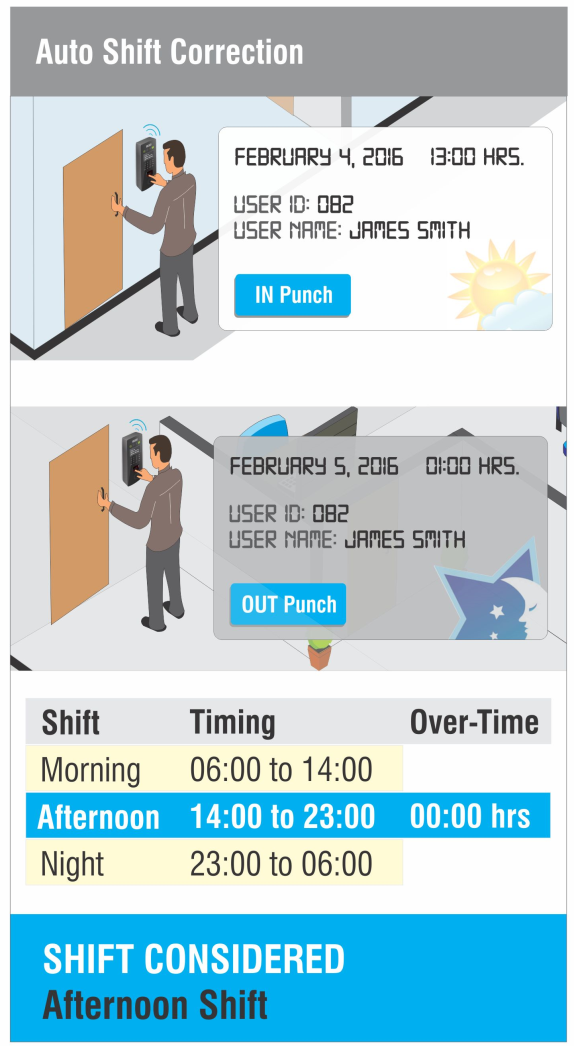 Auto Shift Correction
FEBRUARY 4, 2016 13:00 HRS.
USER ID: 082
USER NAME: JAMES SMITH
IN Punch
FEBRUARY 5, 2016 01:00 HRS.
USER ID: 082
USER NAME: JAMES SMITH
OUT Punch
Shift Timing Over-Time
Morning 06:00 to 14:00
Afternoon 14:00 to 23:00 00:00 hrs
Night 23:00 to 06:00
SHIFT CONSIDERED
Afternoon Shift